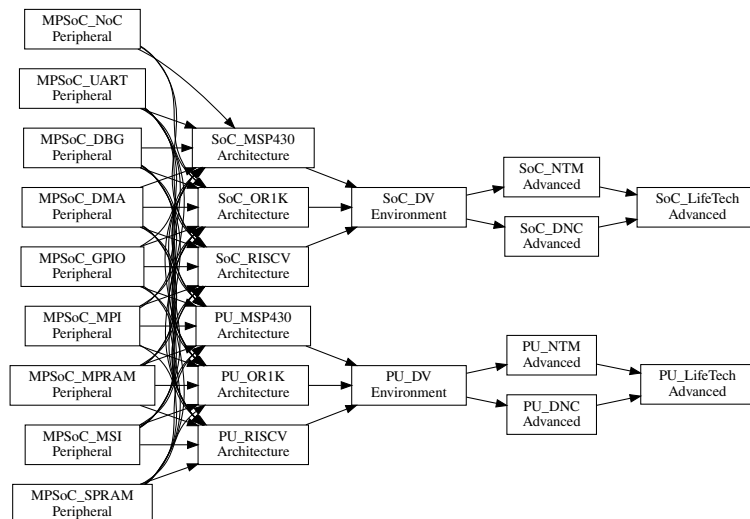 MPSoC_NoC
Peripheral
MPSoC_UART
Peripheral
MPSoC_DBG
Peripheral
MPSoC_DMA
Peripheral
MPSoC_GPIO
Peripheral
MPSoC_MPI
Peripheral
MPSoC_MPRAM
Peripheral
MPSoC_MSI
Peripheral
MPSoC_SPRAM
Peripheral
SoC_MSP430
Architecture
SoC_OR1K
Architecture
SoC_RISCV
Architecture
PU_MSP430
Architecture
PU_OR1K
Architecture
PU_RISCV
Architecture
SoC_DV
Environment
PU_DV
Environment
SoC_NTM
Advanced
SoC_DNC
Advanced
PU_NTM
Advanced
PU_DNC
Advanced
SoC_LifeTech
Advanced
PU_LifeTech
Advanced